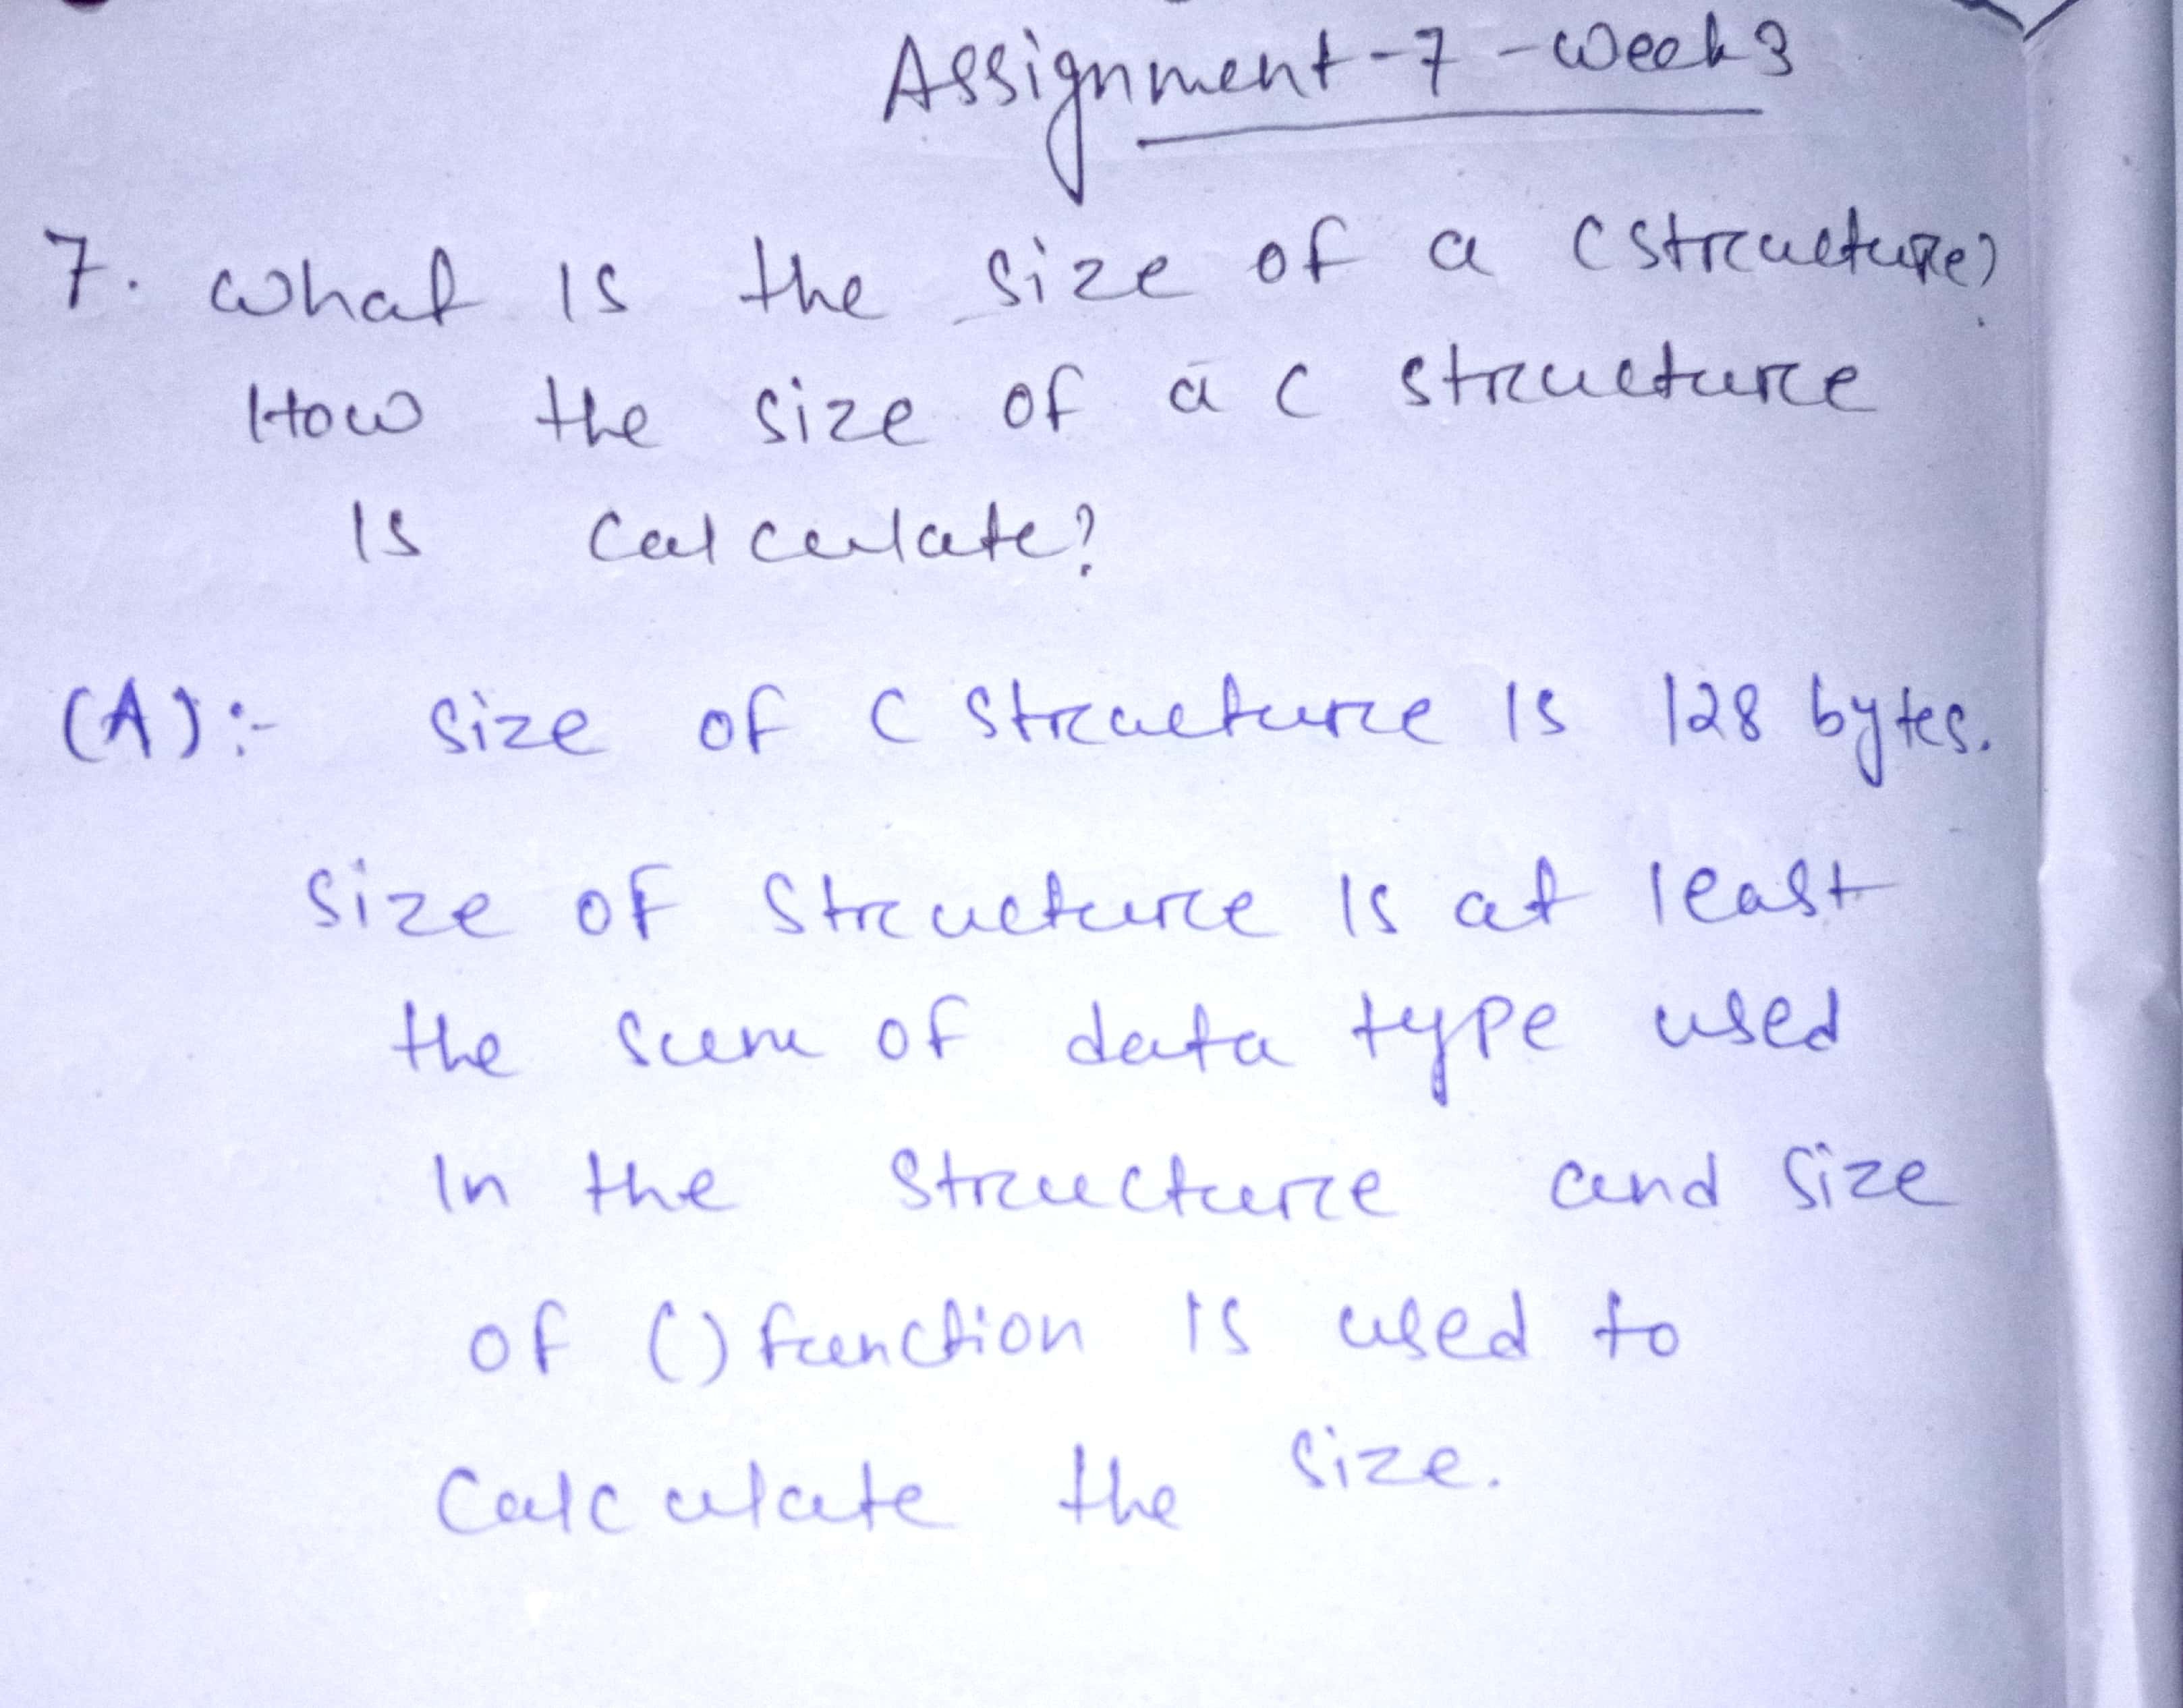 Assignment-7-week3
7. what is the size of a C structure?
How the size of a C structure
is calculate?
(A):- size of C structure is 128 bytes.
size of structure is at least
the sum of data type used
In the structure and size
of () function is used to
calculate the size.